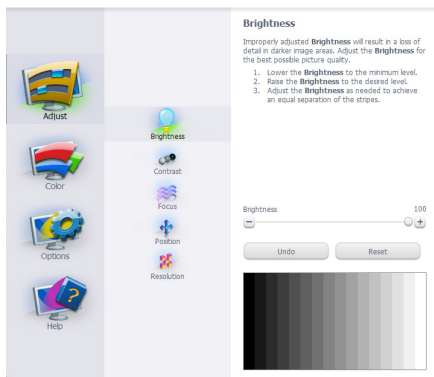 Brightness
Improperly adjusted Brightness will result in a loss of
detail in darker image areas. Adjust the Brightness for
the best possible picture quality.
1. Lower the Brightness to the minimum level.
2. Raise the Brightness to the desired level.
3. Adjust the Brightness as needed to achieve
an equal separation of the stripes.
Adjust
Color
Options
Help
Brightness
Contrast
Focus
Position
Resolution
Brightness 100
Undo Reset